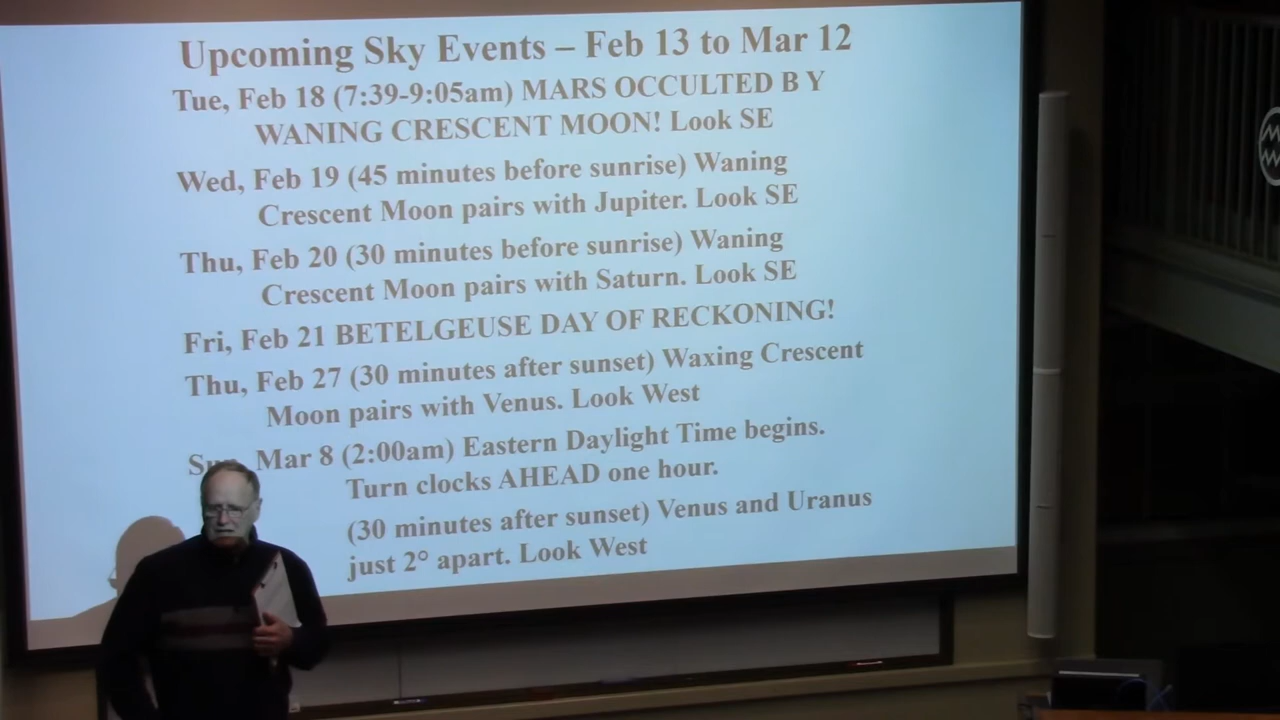 Upcoming Sky Events – Feb 13 to Mar 12
Tue, Feb 18 (7:39-9:05am) MARS OCCULTED B Y
WANING CRESCENT MOON! Look SE
Wed, Feb 19 (45 minutes before sunrise) Waning
Crescent Moon pairs with Jupiter. Look SE
Thu, Feb 20 (30 minutes before sunrise) Waning
Crescent Moon pairs with Saturn. Look SE
Fri, Feb 21 BETELGEUSE DAY OF RECKONING!
Thu, Feb 27 (30 minutes after sunset) Waxing Crescent
Moon pairs with Venus. Look West
Mar 8 (2:00am) Eastern Daylight Time begins.
Turn clocks AHEAD one hour.
(30 minutes after sunset) Venus and Uranus
just 2° apart. Look West